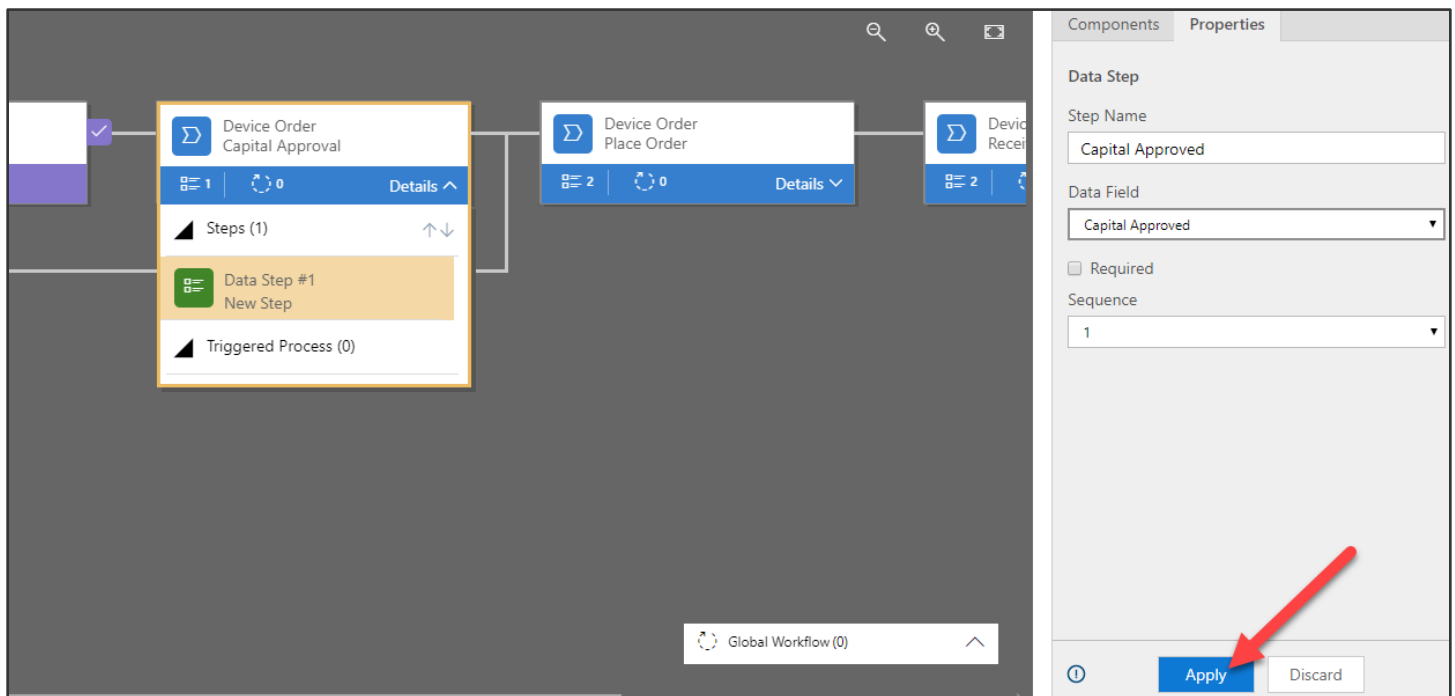 Components Properties
Device Order
Capital Approval
1 0 Details
Steps (1)
Data Step #1
New Step
Triggered Process (0)
Device Order
Place Order
2 0 Details
2
Global Workflow (0)
Data Step
Step Name
Capital Approved
Data Field
Capital Approved
Required
Sequence
1
Apply Discard